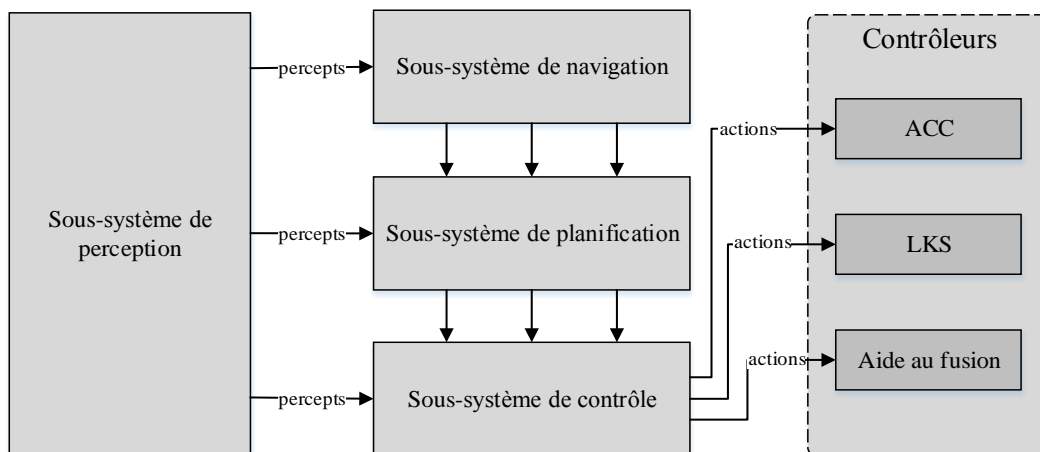 Sous-système de
perception
percepts
Sous-système de navigation
percepts
Sous-système de planification
percepts
Sous-système de contrôle
actions
actions
actions
Contrôleurs
ACC
LKS
Aide au fusion